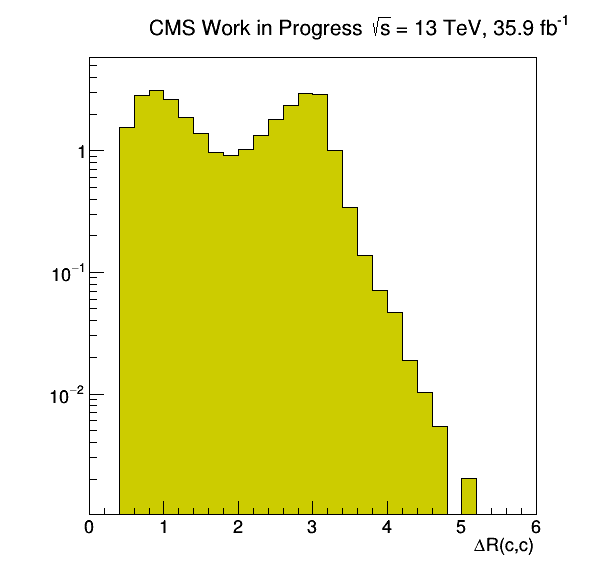 CMS Work in Progress √s = 13 TeV, 35.9 fb⁻¹
1
10⁻¹
10⁻²
0 1 2 3 4 5 6
ΔR(c,c)